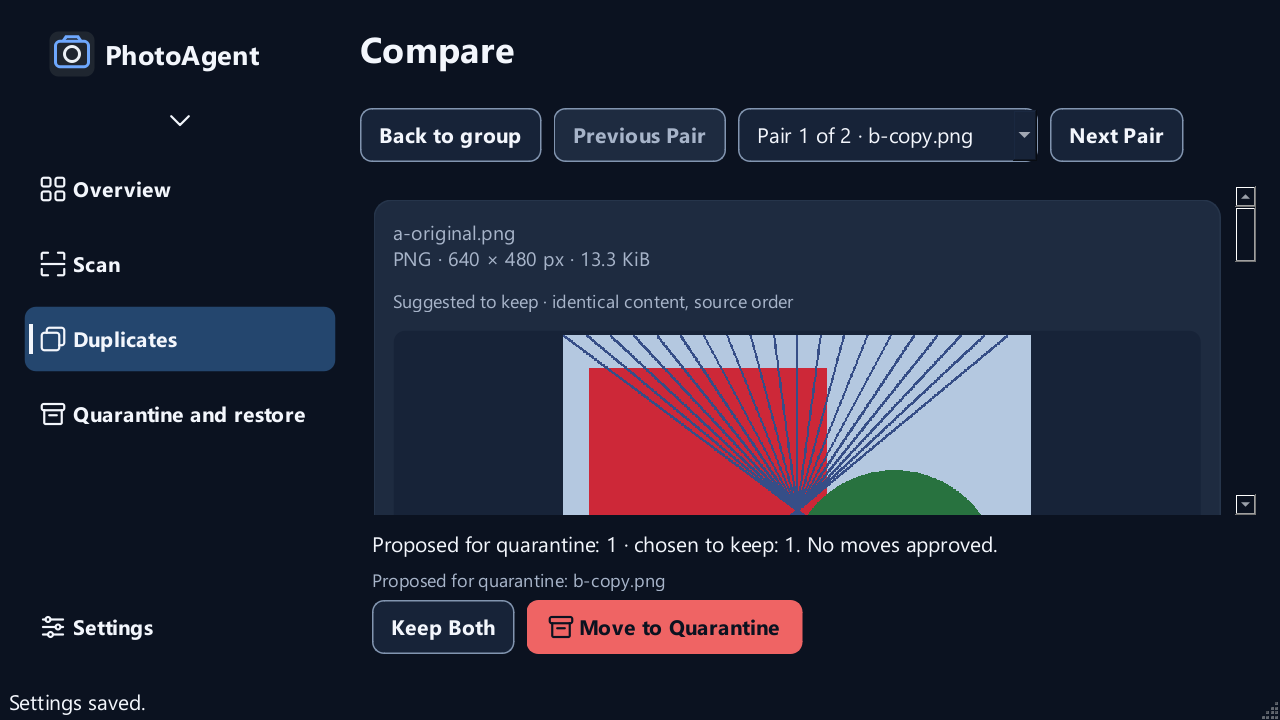 PhotoAgent
Overview
Scan
Duplicates
Quarantine and restore
Settings
Compare
Back to group
Previous Pair
Pair 1 of 2 · b-copy.png
Next Pair
a-original.png
PNG · 640 × 480 px · 13.3 KiB
Suggested to keep · identical content, source order
Proposed for quarantine: 1 · chosen to keep: 1. No moves approved.
Proposed for quarantine: b-copy.png
Keep Both
Move to Quarantine
Settings saved.